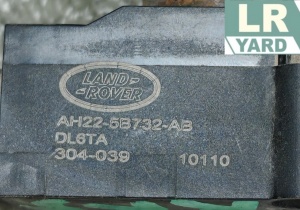 LR
YARD
LAND-
ROVER
AH22-5B732-AB
DL6TA
304-039 10110